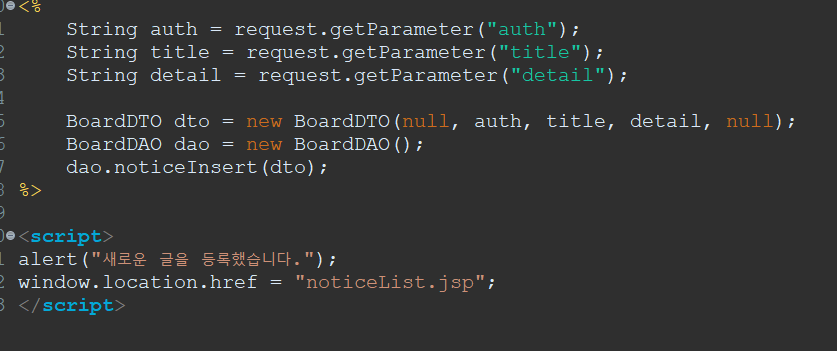 <%
String auth = request.getParameter("auth");
String title = request.getParameter("title");
String detail = request.getParameter("detail");
BoardDTO dto = new BoardDTO(null, auth, title, detail, null);
BoardDAO dao = new BoardDAO();
dao.noticeInsert(dto);
%>
<script>
alert("새로운 글을 등록했습니다.");
window.location.href = "noticeList.jsp";
</script>